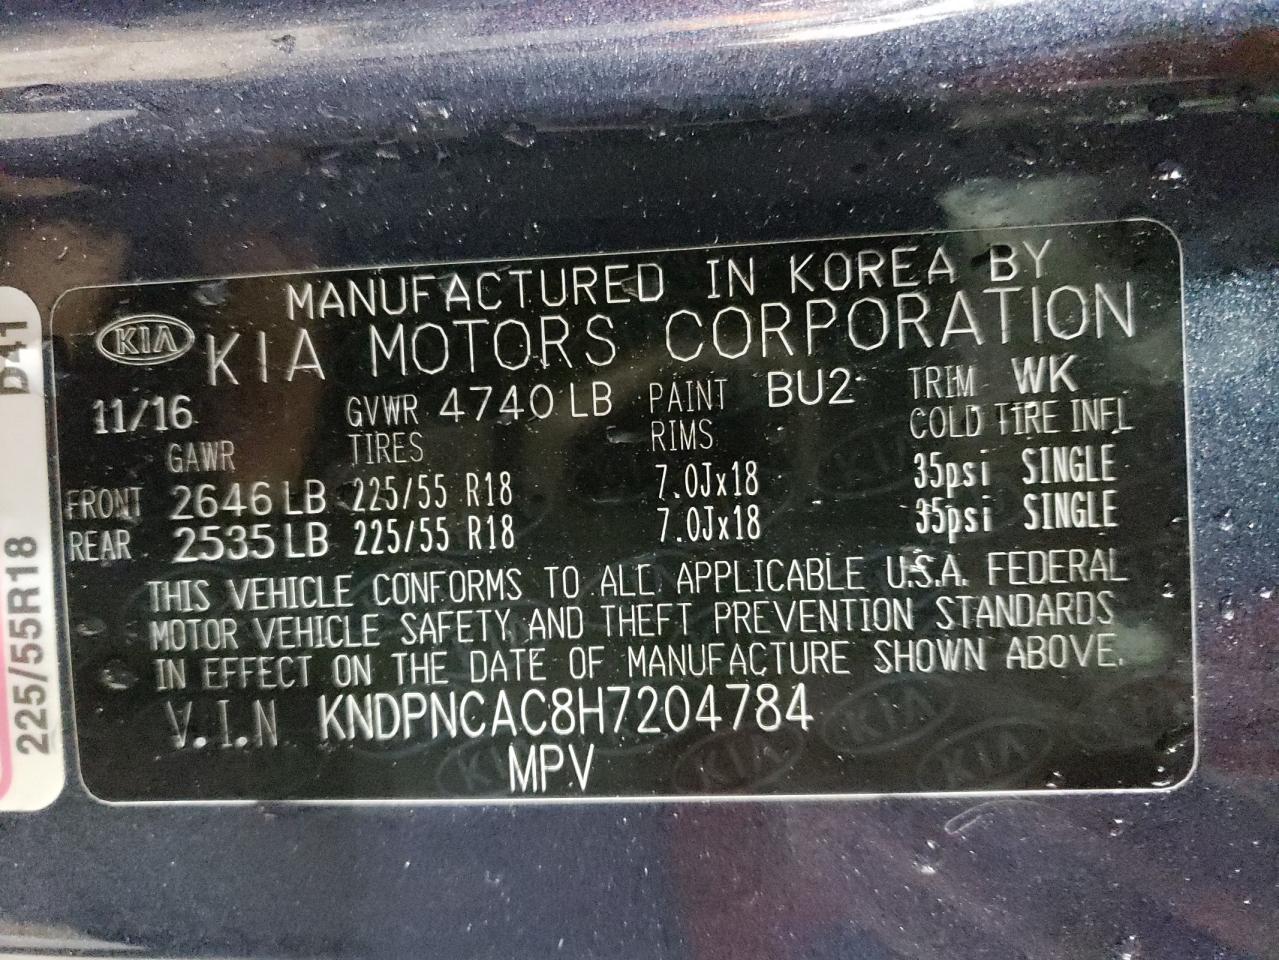 MANUFACTURED IN KOREA BY
KIA KIA MOTORS CORPORATION
11/16 GVWR 4740 LB PAINT BU2 TRIM WK
GAWR TIRES RIMS COLD TIRE INFL
FRONT 2646 LB 225/55 R18 7.0Jx18 35psi SINGLE
REAR 2535 LB 225/55 R18 7.0Jx18 35psi SINGLE
THIS VEHICLE CONFORMS TO ALL APPLICABLE U.S.A. FEDERAL
MOTOR VEHICLE SAFETY AND THEFT PREVENTION STANDARDS
IN EFFECT ON THE DATE OF MANUFACTURE SHOWN ABOVE.
V.I.N KNDPNCAC8H7204784
MPV
225/55R18 D41